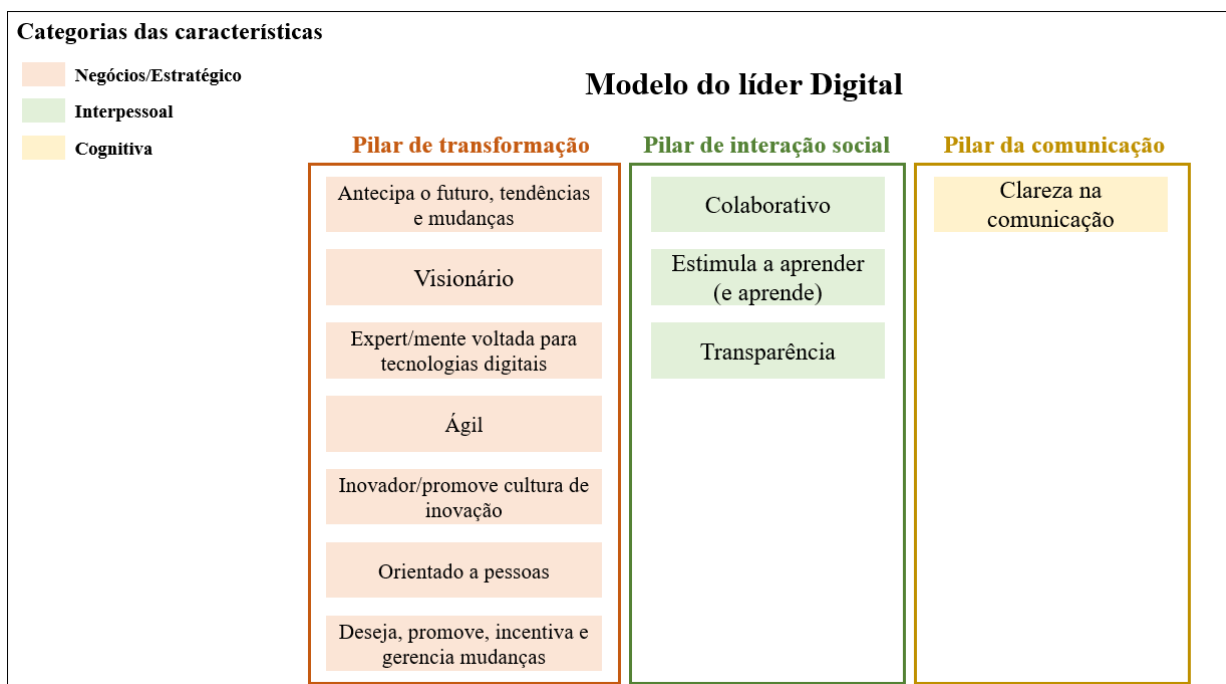 Categorias das características
Negócios/Estratégico
Interpessoal
Cognitiva
Modelo do líder Digital
Pilar de transformação
Antecipa o futuro, tendências
e mudanças
Visionário
Expert/mente voltada para
tecnologias digitais
Ágil
Inovador/promove cultura de
inovação
Orientado a pessoas
Deseja, promove, incentiva e
gerencia mudanças
Pilar de interação social
Colaborativo
Estimula a aprender
(e aprende)
Transparência
Pilar da comunicação
Clareza na
comunicação